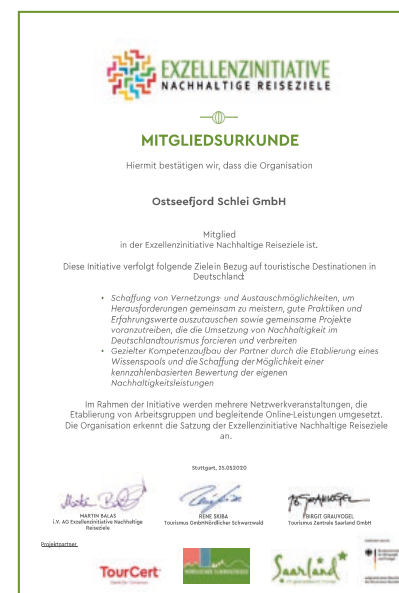 EXZELLENZINITIATIVE
NACHHALTIGE REISEZIELE
MITGLIEDSURKUNDE
Hiermit bestätigen wir, dass die Organisation
Ostseefjord Schlei GmbH
Mitglied
in der Exzellenzinitiative Nachhaltige Reiseziele ist.
Diese Initiative verfolgt folgende Ziele in Bezug auf touristische Destinationen in
Deutschland:
• Schaffung von Vernetzungs- und Austauschmöglichkeiten, um
Herausforderungen gemeinsam zu meistern, gute Praktiken und
Erfahrungswerte auszutauschen sowie gemeinsame Projekte
voranzutreiben, die die Umsetzung von Nachhaltigkeit im
Deutschlandtourismus forcieren und verbreiten
• Gezielter Kompetenzaufbau der Partner durch die Etablierung eines
Wissenspools und die Schaffung der Möglichkeit einer
kennzahlenbasierten Bewertung der eigenen
Nachhaltigkeitsleistungen
Im Rahmen der Initiative werden mehrere Netzwerkveranstaltungen, die
Etablierung von Arbeitsgruppen und begleitende Online-Leistungen umgesetzt.
Die Organisation erkennt die Satzung der Exzellenzinitiative Nachhaltige Reiseziele
an.
Stuttgart, 25.052020
MARTIN BALAS
i.V. AG Exzellenzinitiative Nachhaltige
Reiseziele
RENE SKIBA
Tourismus GmbH Nördlicher Schwarzwald
BIRGIT GRAUVOGEL
Tourismus Zentrale Saarland GmbH
Projektpartner
TourCert
Saarland